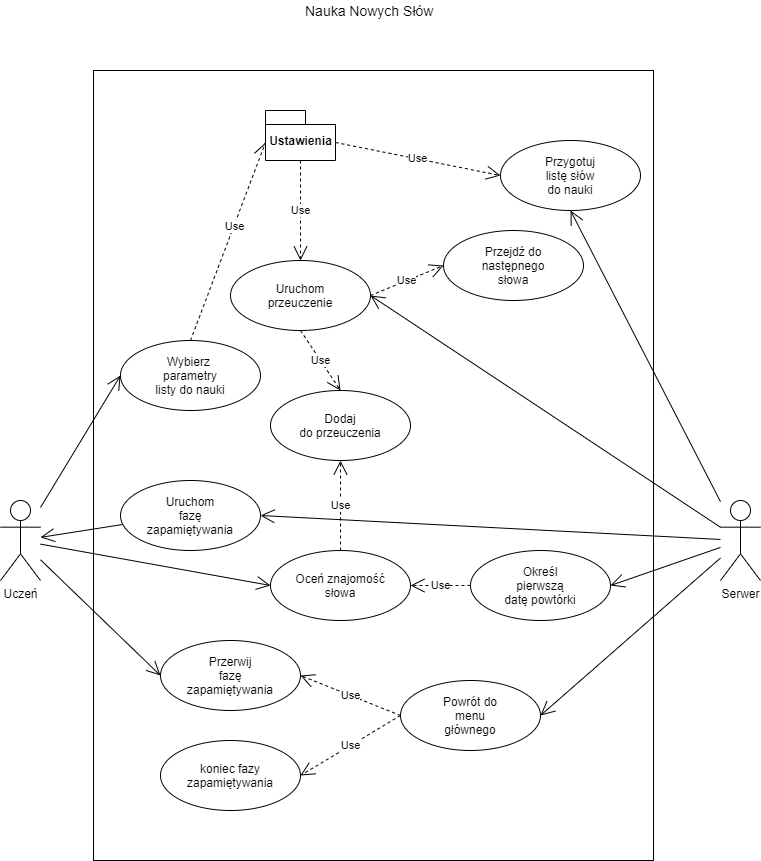 Nauka Nowych Słów
Ustawienia
Use
Przygotuj
listę słów
do nauki
Use
Use
Przejdź do
następnego
słowa
Use
Uruchom
przeuczenie
Use
Wybierz
parametry
listy do nauki
Dodaj
do przeuczenia
Uruchom
fazę
zapamiętywania
Use
Oceń znajomość
słowa
Use
Określ
pierwszą
datę powtórki
Uczeń
Serwer
Przerwij
fazę
zapamiętywania
Use
Powrót do
menu
głównego
Use
koniec fazy
zapamiętywania